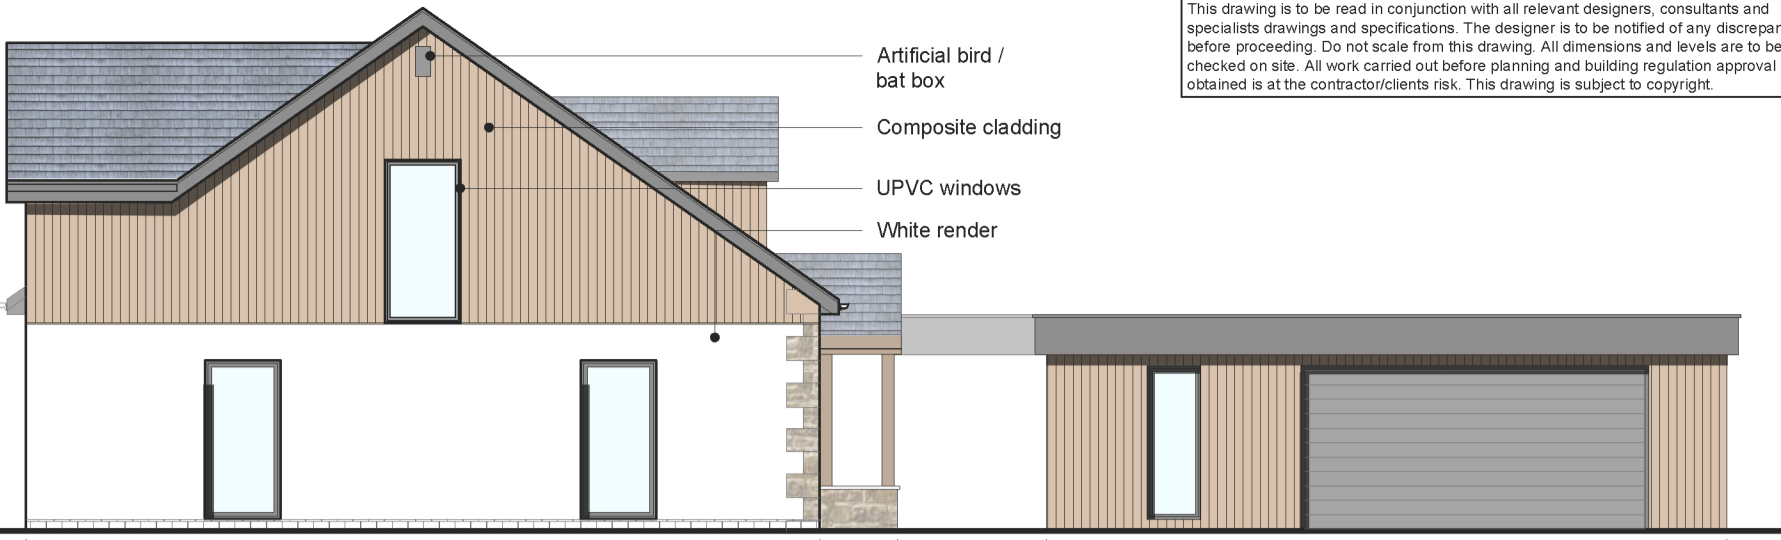 This drawing is to be read in conjunction with all relevant designers, consultants and
specialists drawings and specifications. The designer is to be notified of any
before proceeding. Do not scale from this drawing. All dimensions and levels are to be
checked on site. All work carried out before planning and building regulation approval
obtained is at the contractor/clients risk. This drawing is subject to copyright.
Artificial bird /
bat box
Composite cladding
UPVC windows
White render